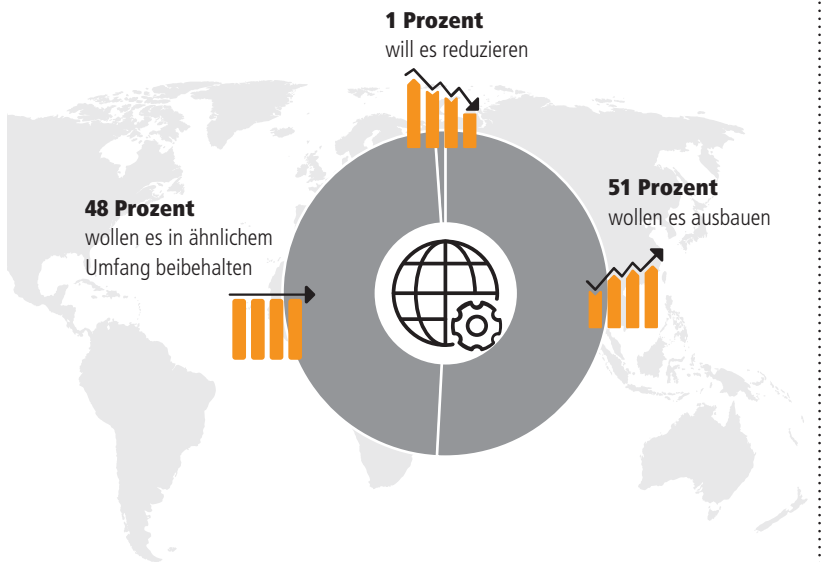 1 Prozent
will es reduzieren
51 Prozent
wollen es ausbauen
48 Prozent
wollen es in ähnlichem
Umfang beibehalten